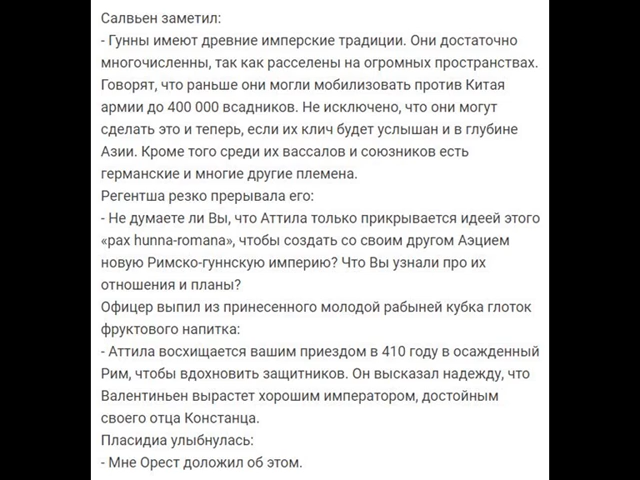 Салвьен заметил:
- Гунны имеют древние имперские традиции. Они достаточно
многочисленны, так как расселены на огромных пространствах.
Говорят, что раньше они могли мобилизовать против Китая
армии до 400 000 всадников. Не исключено, что они могут
сделать это и теперь, если их клич будет услышан и в глубине
Азии. Кроме того среди их вассалов и союзников есть
германские и многие другие племена.
Регентша резко прерывала его:
- Не думаете ли Вы, что Аттила только прикрывается идеей этого
«pax hunna-romana», чтобы создать со своим другом Аэцием
новую Римско-гуннскую империю? Что Вы узнали про их
отношения и планы?
Офицер выпил из принесенного молодой рабыней кубка глоток
фруктового напитка:
- Аттила восхищается вашим приездом в 410 году в осажденный
Рим, чтобы вдохновить защитников. Он высказал надежду, что
Валентиньен вырастет хорошим императором, достойным
своего отца Констанца.
Пласидиа улыбнулась:
- Мне Орест доложил об этом.